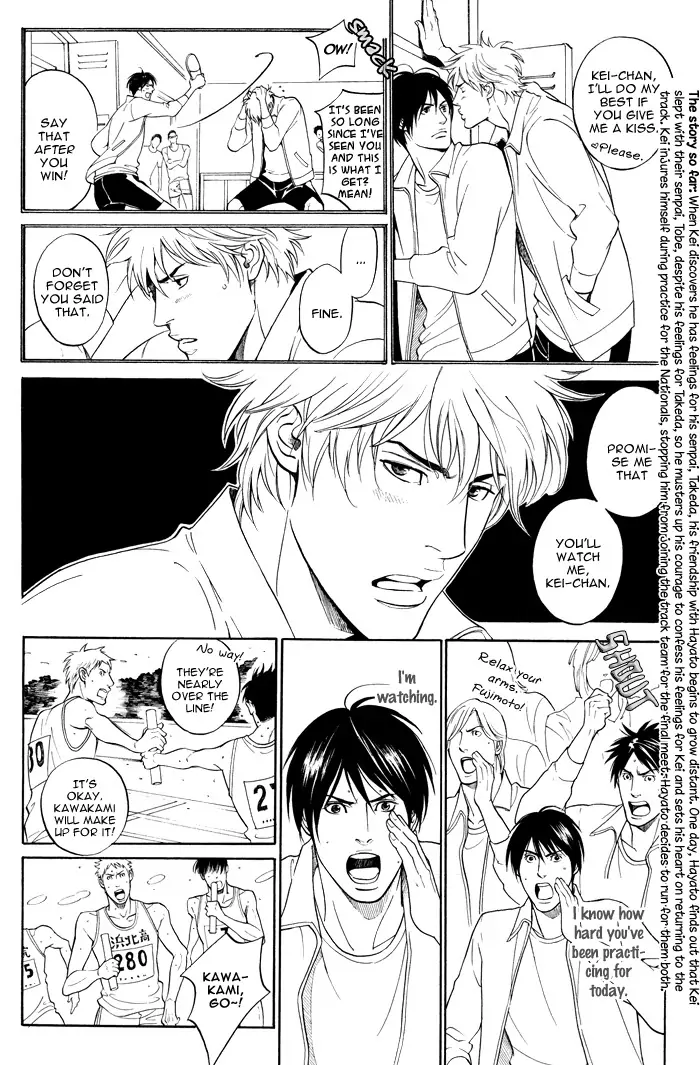 The story so far: When Kei discovers he has feelings for his senpai, Takeda, his friendship with Hayato begins to grow distant. One day, Hayato finds out that Kei
slept with their senpai, Tobe, despite his feelings for Takeda, so he musters up his courage to confess his feelings for Kei and sets his heart on returning to the
track. Kei injures himself during practice for the Nationals, stopping him from joining the track team for the final meet. Hayato decides to run for them both.
KEI-CHAN,
I'LL DO MY
BEST IF
YOU GIVE
ME A KISS.
Please.
smack
OW!
IT'S BEEN
SO LONG
SINCE I'VE
SEEN YOU
AND THIS
IS WHAT I
GET?
MEAN!
SAY
THAT
AFTER
YOU
WIN!
...
FINE.
DON'T
FORGET
YOU SAID
THAT.
PROMI-
SE ME
THAT
YOU'LL
WATCH
ME,
KEI-CHAN.
SHOUT
Relax your
arms,
Fujimoto!
I know how
hard you've
been practi-
cing for
today.
I'm
watching.
No way!
THEY'RE
NEARLY
OVER THE
LINE!
80
27
IT'S
OKAY.
KAWAKAMI
WILL MAKE
UP FOR IT!
浜北高
280
KAWA-
KAMI,
GO~!